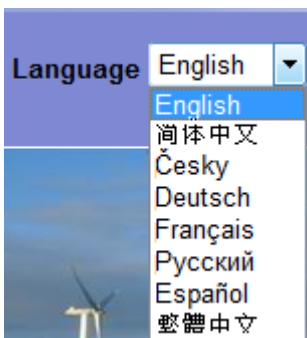 Language English
English
简体中文
Česky
Deutsch
Français
Русский
Español
繁體中文